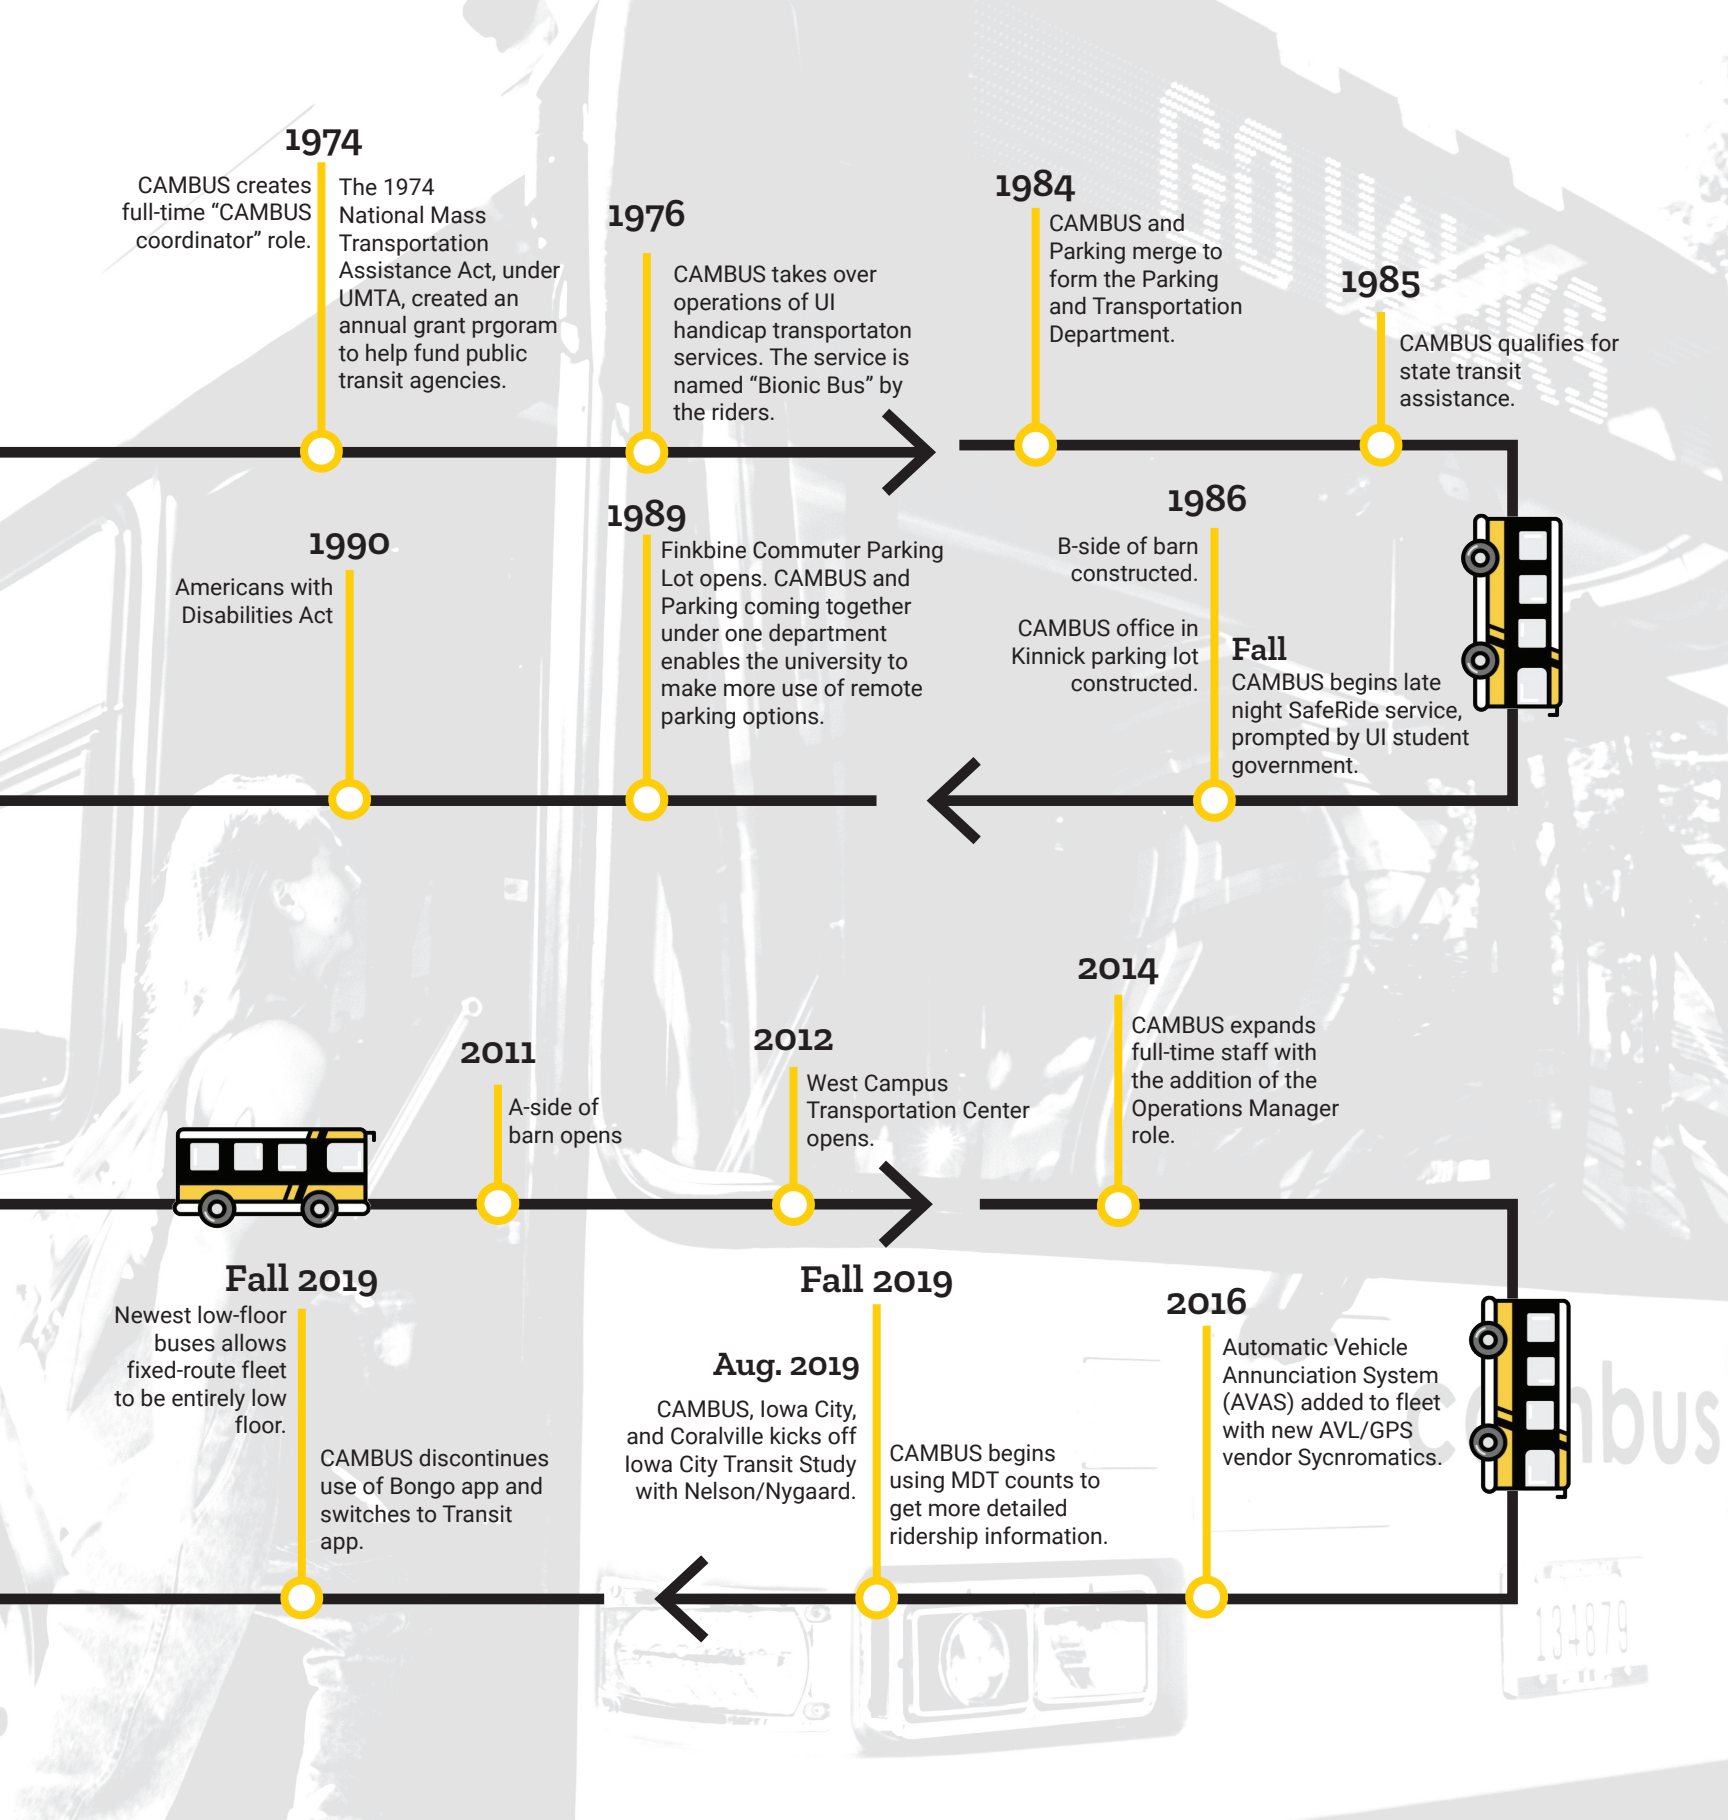 1974
CAMBUS creates
full-time “CAMBUS
coordinator” role.
The 1974
National Mass
Transportation
Assistance Act, under
UMTA, created an
annual grant prgoram
to help fund public
transit agencies.
1976
CAMBUS takes over
operations of UI
handicap transportaton
services. The service is
named “Bionic Bus” by
the riders.
1984
CAMBUS and
Parking merge to
form the Parking
and Transportation
Department.
1985
CAMBUS qualifies for
state transit
assistance.
GO HAWKS
1986
B-side of barn
constructed.
CAMBUS office in
Kinnick parking lot
constructed.
Fall
CAMBUS begins late
night SafeRide service,
prompted by UI student
government.
1989
Finkbine Commuter Parking
Lot opens. CAMBUS and
Parking coming together
under one department
enables the university to
make more use of remote
parking options.
1990
Americans with
Disabilities Act
2011
A-side of
barn opens
2012
West Campus
Transportation Center
opens.
2014
CAMBUS expands
full-time staff with
the addition of the
Operations Manager
role.
2016
Automatic Vehicle
Annunciation System
(AVAS) added to fleet
with new AVL/GPS
vendor Sycnromatics.
cambus
Fall 2019
Aug. 2019
CAMBUS, Iowa City,
and Coralville kicks off
Iowa City Transit Study
with Nelson/Nygaard.
CAMBUS begins
using MDT counts to
get more detailed
ridership information.
Fall 2019
Newest low-floor
buses allows
fixed-route fleet
to be entirely low
floor.
CAMBUS discontinues
use of Bongo app and
switches to Transit
app.
134879